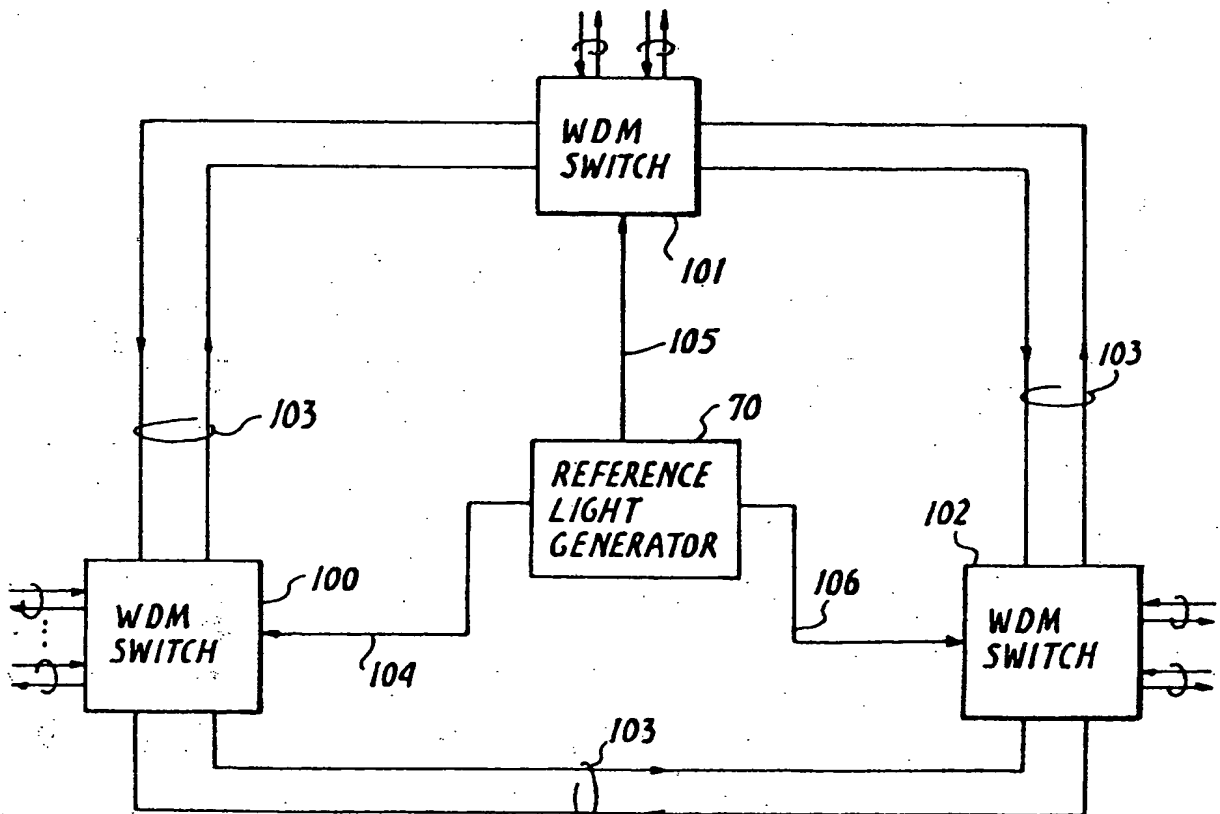 WDM
SWITCH
101
105
103
103
70
REFERENCE
LIGHT
GENERATOR
102
100
106
WDM
SWITCH
WDM
SWITCH
104
103